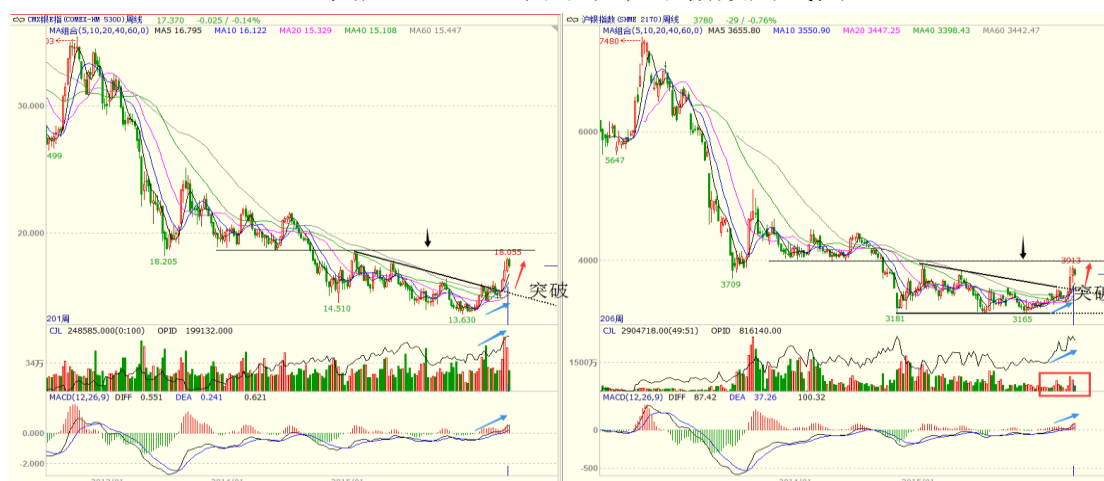 CMX银E指(COMEX-HM 5300)周线 17.370 -0.025 / -0.14%
MA组合(5,10,20,40,60,0) MA5 16.795 MA10 16.122 MA20 15.329 MA40 15.108 MA60 15.447
30.000
499
20.000
18.205
18.055
14.510
13.630
突破
201周
CJL 248585.000(0:100) OPID 199132.000
34万
MACD(12,26,9) DIFF 0.551 DEA 0.241 0.621
0.000
-2.000
沪银指数(SHME 2170)周线 3780 -29 / -0.76%
MA组合(5,10,20,40,60,0) MA5 3655.80 MA10 3550.90 MA20 3447.25 MA40 3398.43 MA60 3442.47
7480
6000
5647
4000
3913
3709
3181
3165
突破
206周
CJL 2904718.00(49:51) OPID 816140.00
1500万
MACD(12,26,9) DIFF 87.42 DEA 37.26 100.32
0
-500